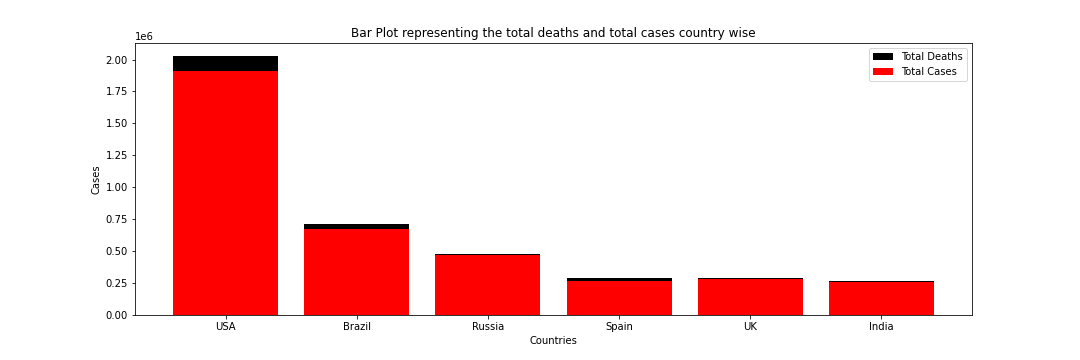 Bar Plot representing the total deaths and total cases country wise
1e6
Total Deaths
Total Cases
2.00
1.75
1.50
1.25
1.00
0.75
0.50
0.25
0.00
Cases
USA Brazil Russia Spain UK India
Countries